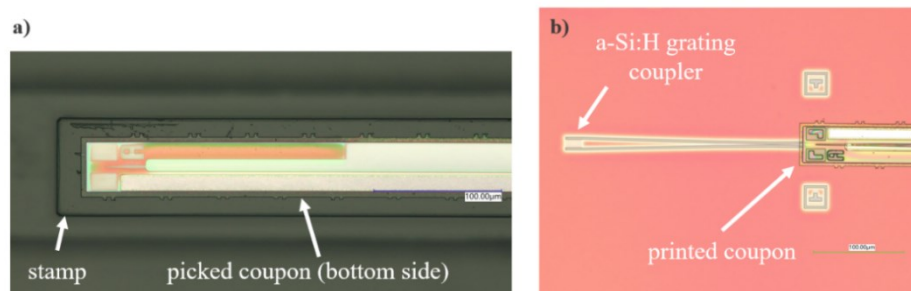 a)
100.00µm
stamp
picked coupon (bottom side)
b)
a-Si:H grating
coupler
printed coupon
100.00µm